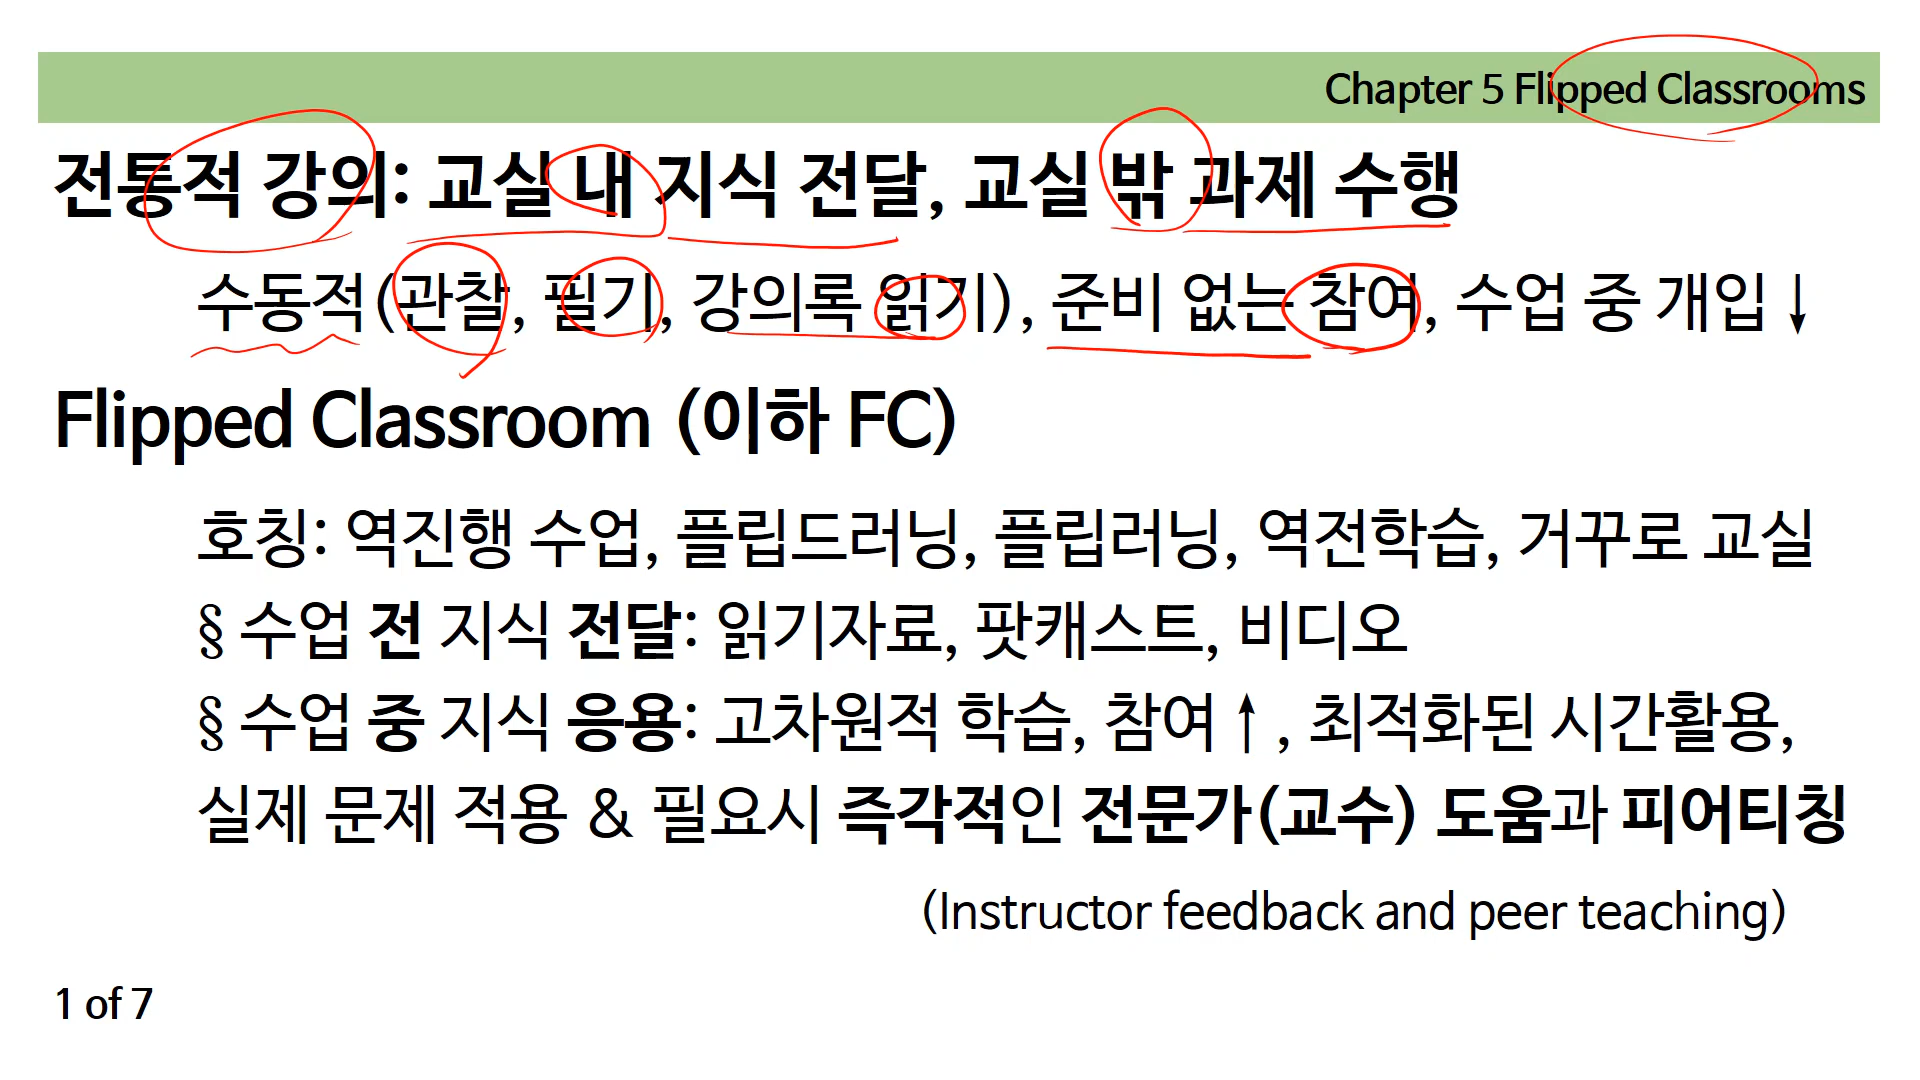 Chapter 5 Flipped Classrooms
전통적 강의: 교실 내 지식 전달, 교실 밖 과제 수행
수동적(관찰, 필기, 강의록 읽기), 준비 없는 참여, 수업 중 개입↓
Flipped Classroom (이하 FC)
호칭: 역진행 수업, 플립드러닝, 플립러닝, 역전학습, 거꾸로 교실
§ 수업 전 지식 전달: 읽기자료, 팟캐스트, 비디오
§ 수업 중 지식 응용: 고차원적 학습, 참여↑, 최적화된 시간활용,
실제 문제 적용 & 필요시 즉각적인 전문가(교수) 도움과 피어티칭
(Instructor feedback and peer teaching)
1 of 7